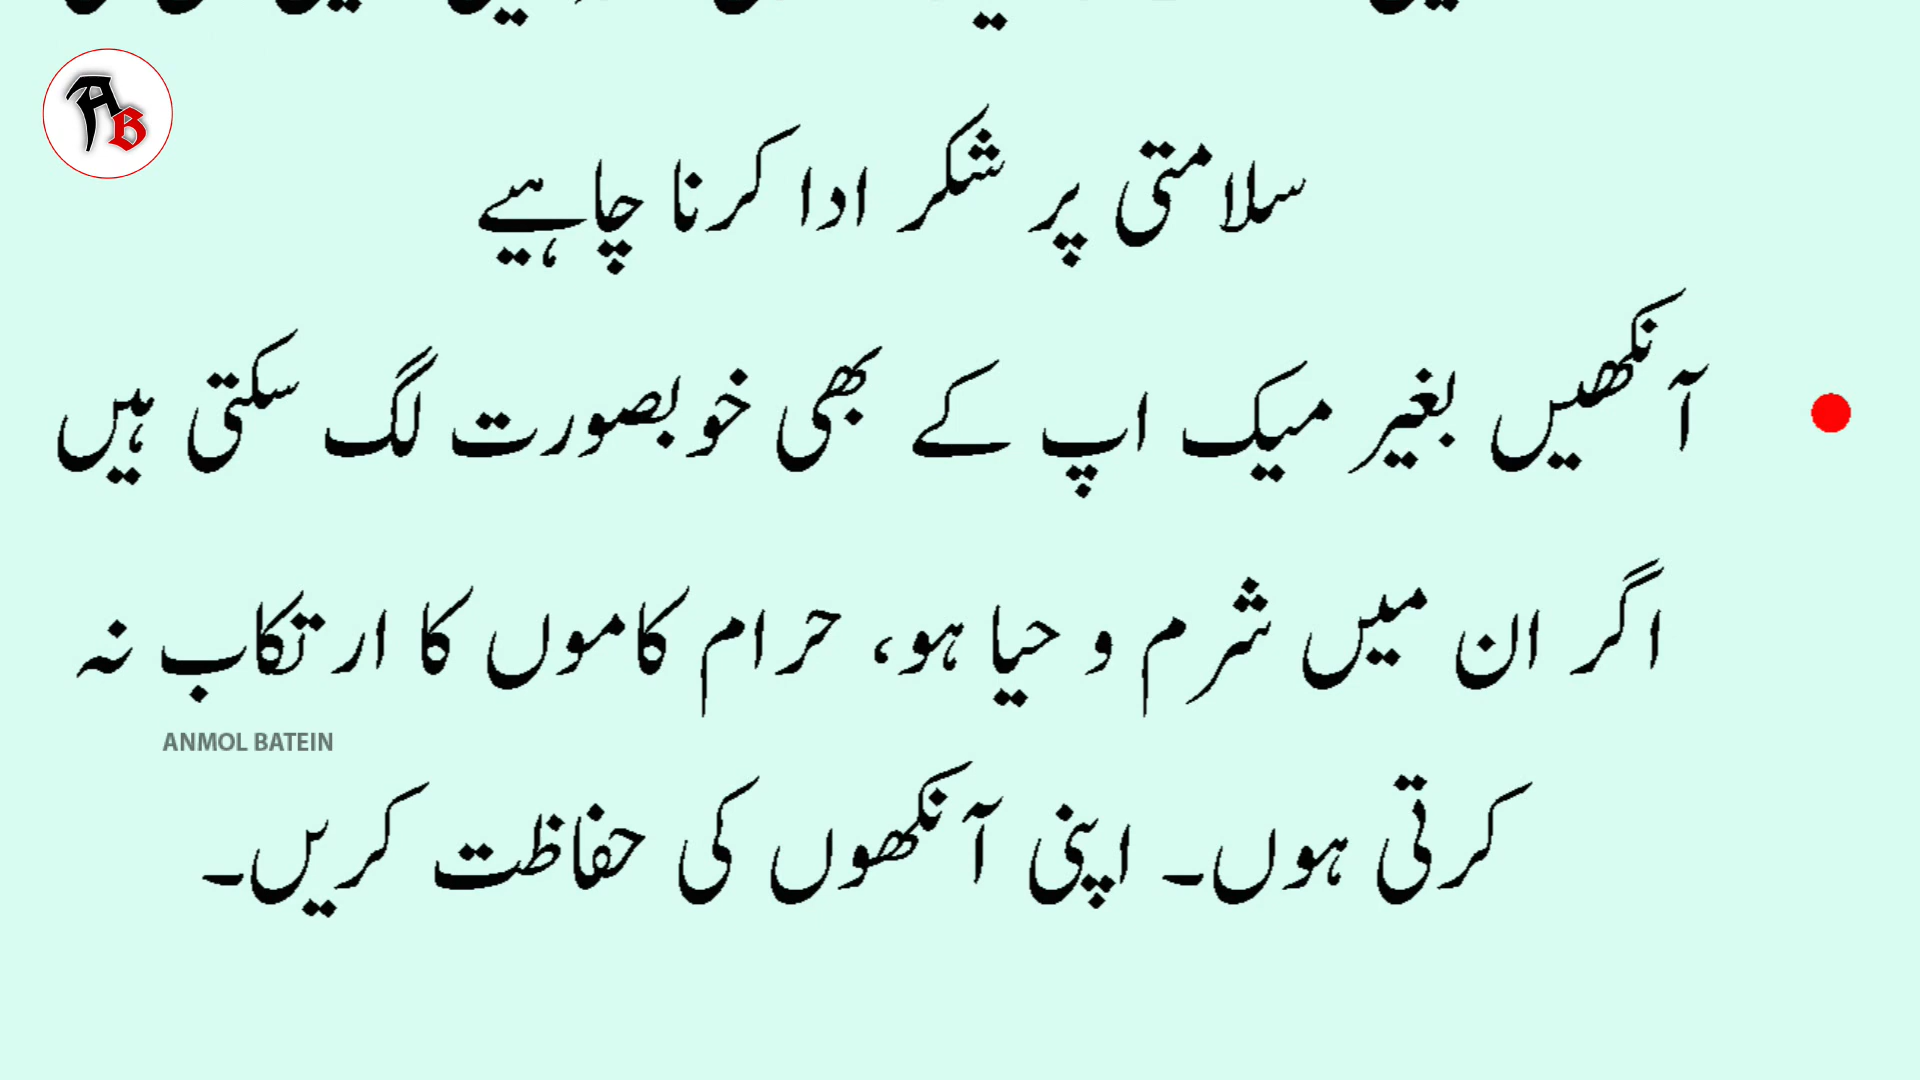 AB
سلامتی پر شکر ادا کرنا چاہیے
آنکھیں بغیر میک اپ کے بھی خوبصورت لگ سکتی ہیں
اگر ان میں شرم و حیا ہو، حرام کاموں کا ارتکاب نہ
ANMOL BATEIN
کرتی ہوں۔ اپنی آنکھوں کی حفاظت کریں۔